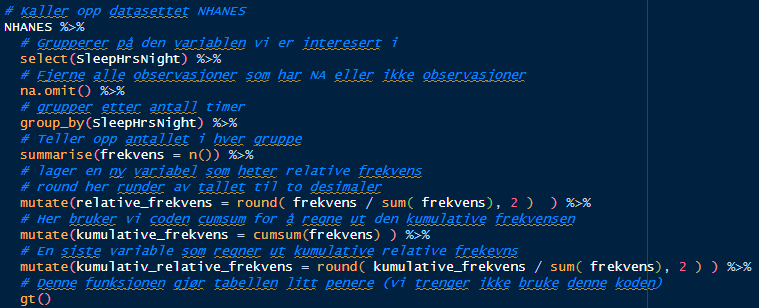 # Kaller opp datasettet NHANES
NHANES %>%
# Grupperer på den variablen vi er interesert i
select(SleepHrsNight) %>%
# Fjerne alle observasjoner som har NA eller ikke observasjoner
na.omit() %>%
# grupper etter antall timer
group_by(SleepHrsNight) %>%
# Teller opp antallet i hver gruppe
summarise(frekvens = n()) %>%
# lager en ny variabel som heter relative frekvens
# round her runder av tallet til to desimaler
mutate(relative_frekvens = round( frekvens / sum( frekvens), 2 )  ) %>%
# Her bruker vi coden cumsum for å regne ut den kumulative frekvensen
mutate(kumulative_frekvens = cumsum(frekvens) ) %>%
# En siste variable som regner ut kumulative relative frekevns
mutate(kumulativ_relative_frekvens = round( kumulative_frekvens / sum( frekvens), 2 ) ) %>%
# Denne funksjonen gjør tabellen litt penere (vi trenger ikke bruke denne koden)
gt()